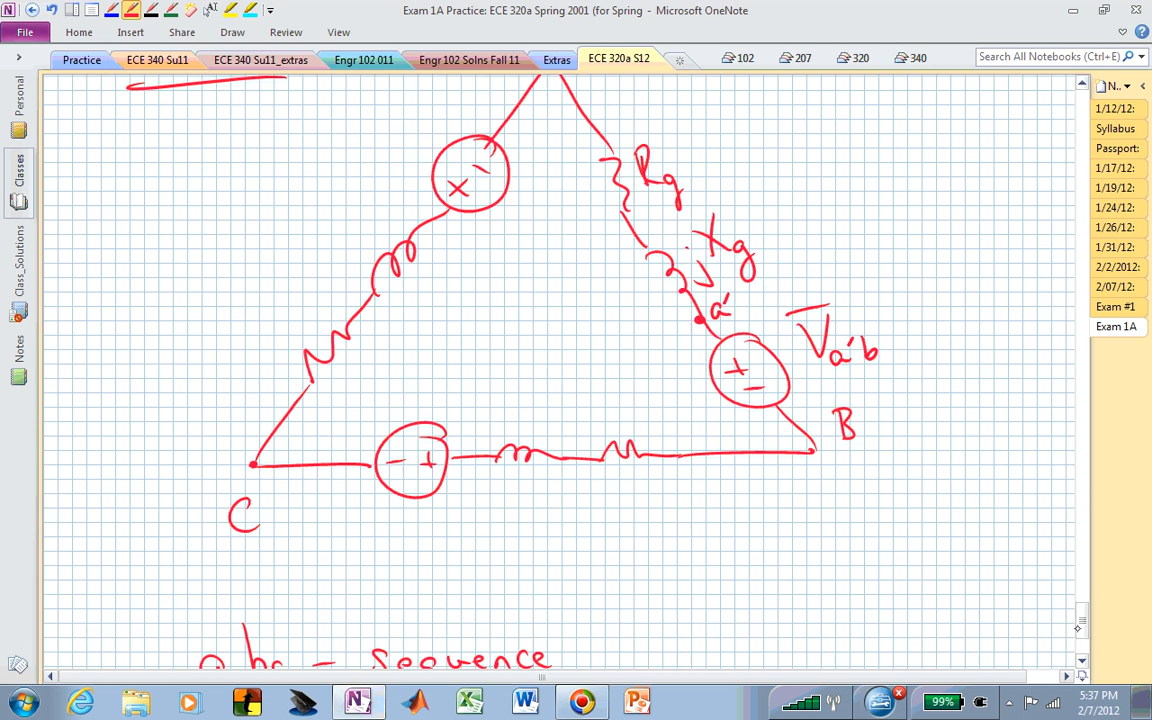 Exam 1A Practice: ECE 320a Spring 2001 (for Spring - Microsoft OneNote
File Home Insert Share Draw Review View
Practice ECE 340 Su11 ECE 340 Su11_extras Engr 102 011 Engr 102 Solns Fall 11 Extras ECE 320a S12 102 207 320 340 Search All Notebooks (Ctrl+E)
Personal
Classes
Class_Solutions
Notes
N..
1/12/12:
Syllabus
Passport:
1/17/12:
1/19/12:
1/24/12:
1/26/12:
1/31/12:
2/2/2012:
2/07/12:
Exam #1
Exam 1A
+ -
Rg
jXg
a'
Va'b
+
-
B
- +
C
abc - sequence
99%
5:37 PM
2/7/2012